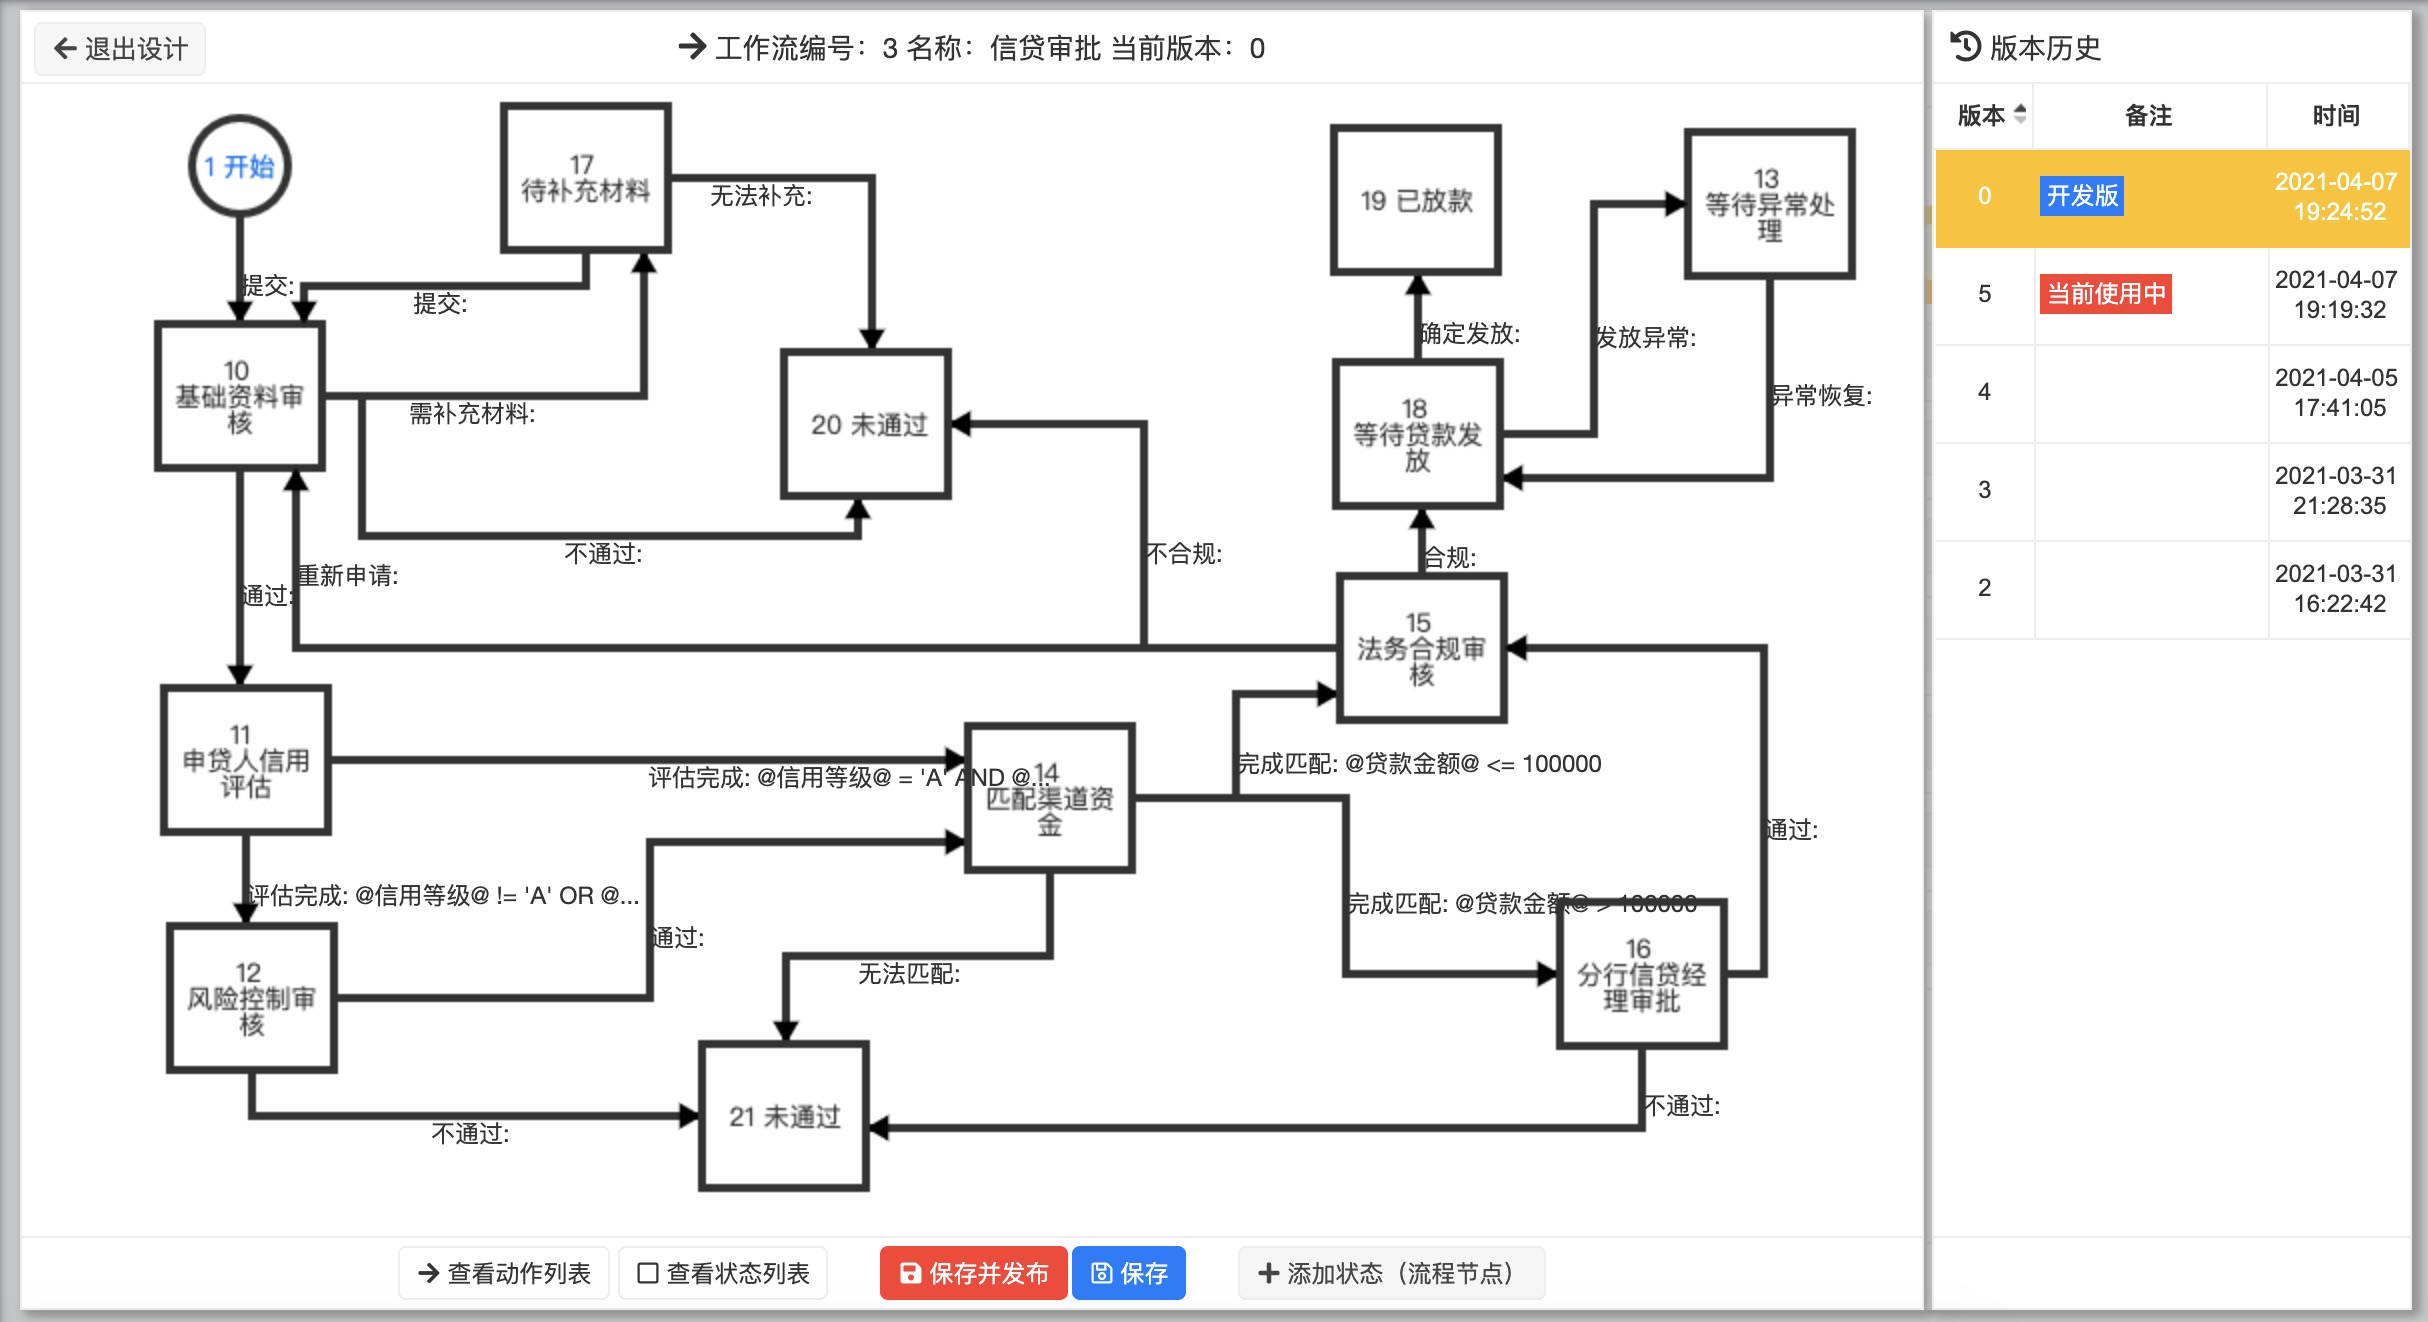 退出设计
工作流编号：3 名称：信贷审批 当前版本：0
版本历史
版本 备注 时间
0 开发版 2021-04-07
19:24:52
5 当前使用中 2021-04-07
19:19:32
4 2021-04-05
17:41:05
3 2021-03-31
21:28:35
2 2021-03-31
16:22:42
1 开始
提交:
17
待补充材料
无法补充:
提交:
10
基础资料审
核
需补充材料:
20 未通过
不通过:
通过:
重新申请:
19 已放款
确定发放:
13
等待异常处
理
发放异常:
异常恢复:
18
等待贷款发
放
合规:
不合规:
15
法务合规审
核
11
申贷人信用
评估
评估完成: @信用等级@ = 'A' AND @...
14
匹配渠道资
金
完成匹配: @贷款金额@ <= 100000
评估完成: @信用等级@ != 'A' OR @...
通过:
12
风险控制审
核
无法匹配:
完成匹配: @贷款金额@ > 100000
通过:
16
分行信贷经
理审批
不通过:
21 未通过
不通过:
查看动作列表
查看状态列表
保存并发布
保存
添加状态（流程节点）